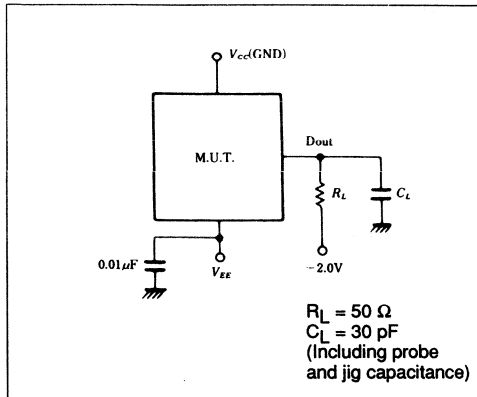 Vcc(GND)
M.U.T.
Dout
RL
CL
0.01μF
VEE
−2.0V
RL = 50 Ω
CL = 30 pF
(Including probe
and jig capacitance)